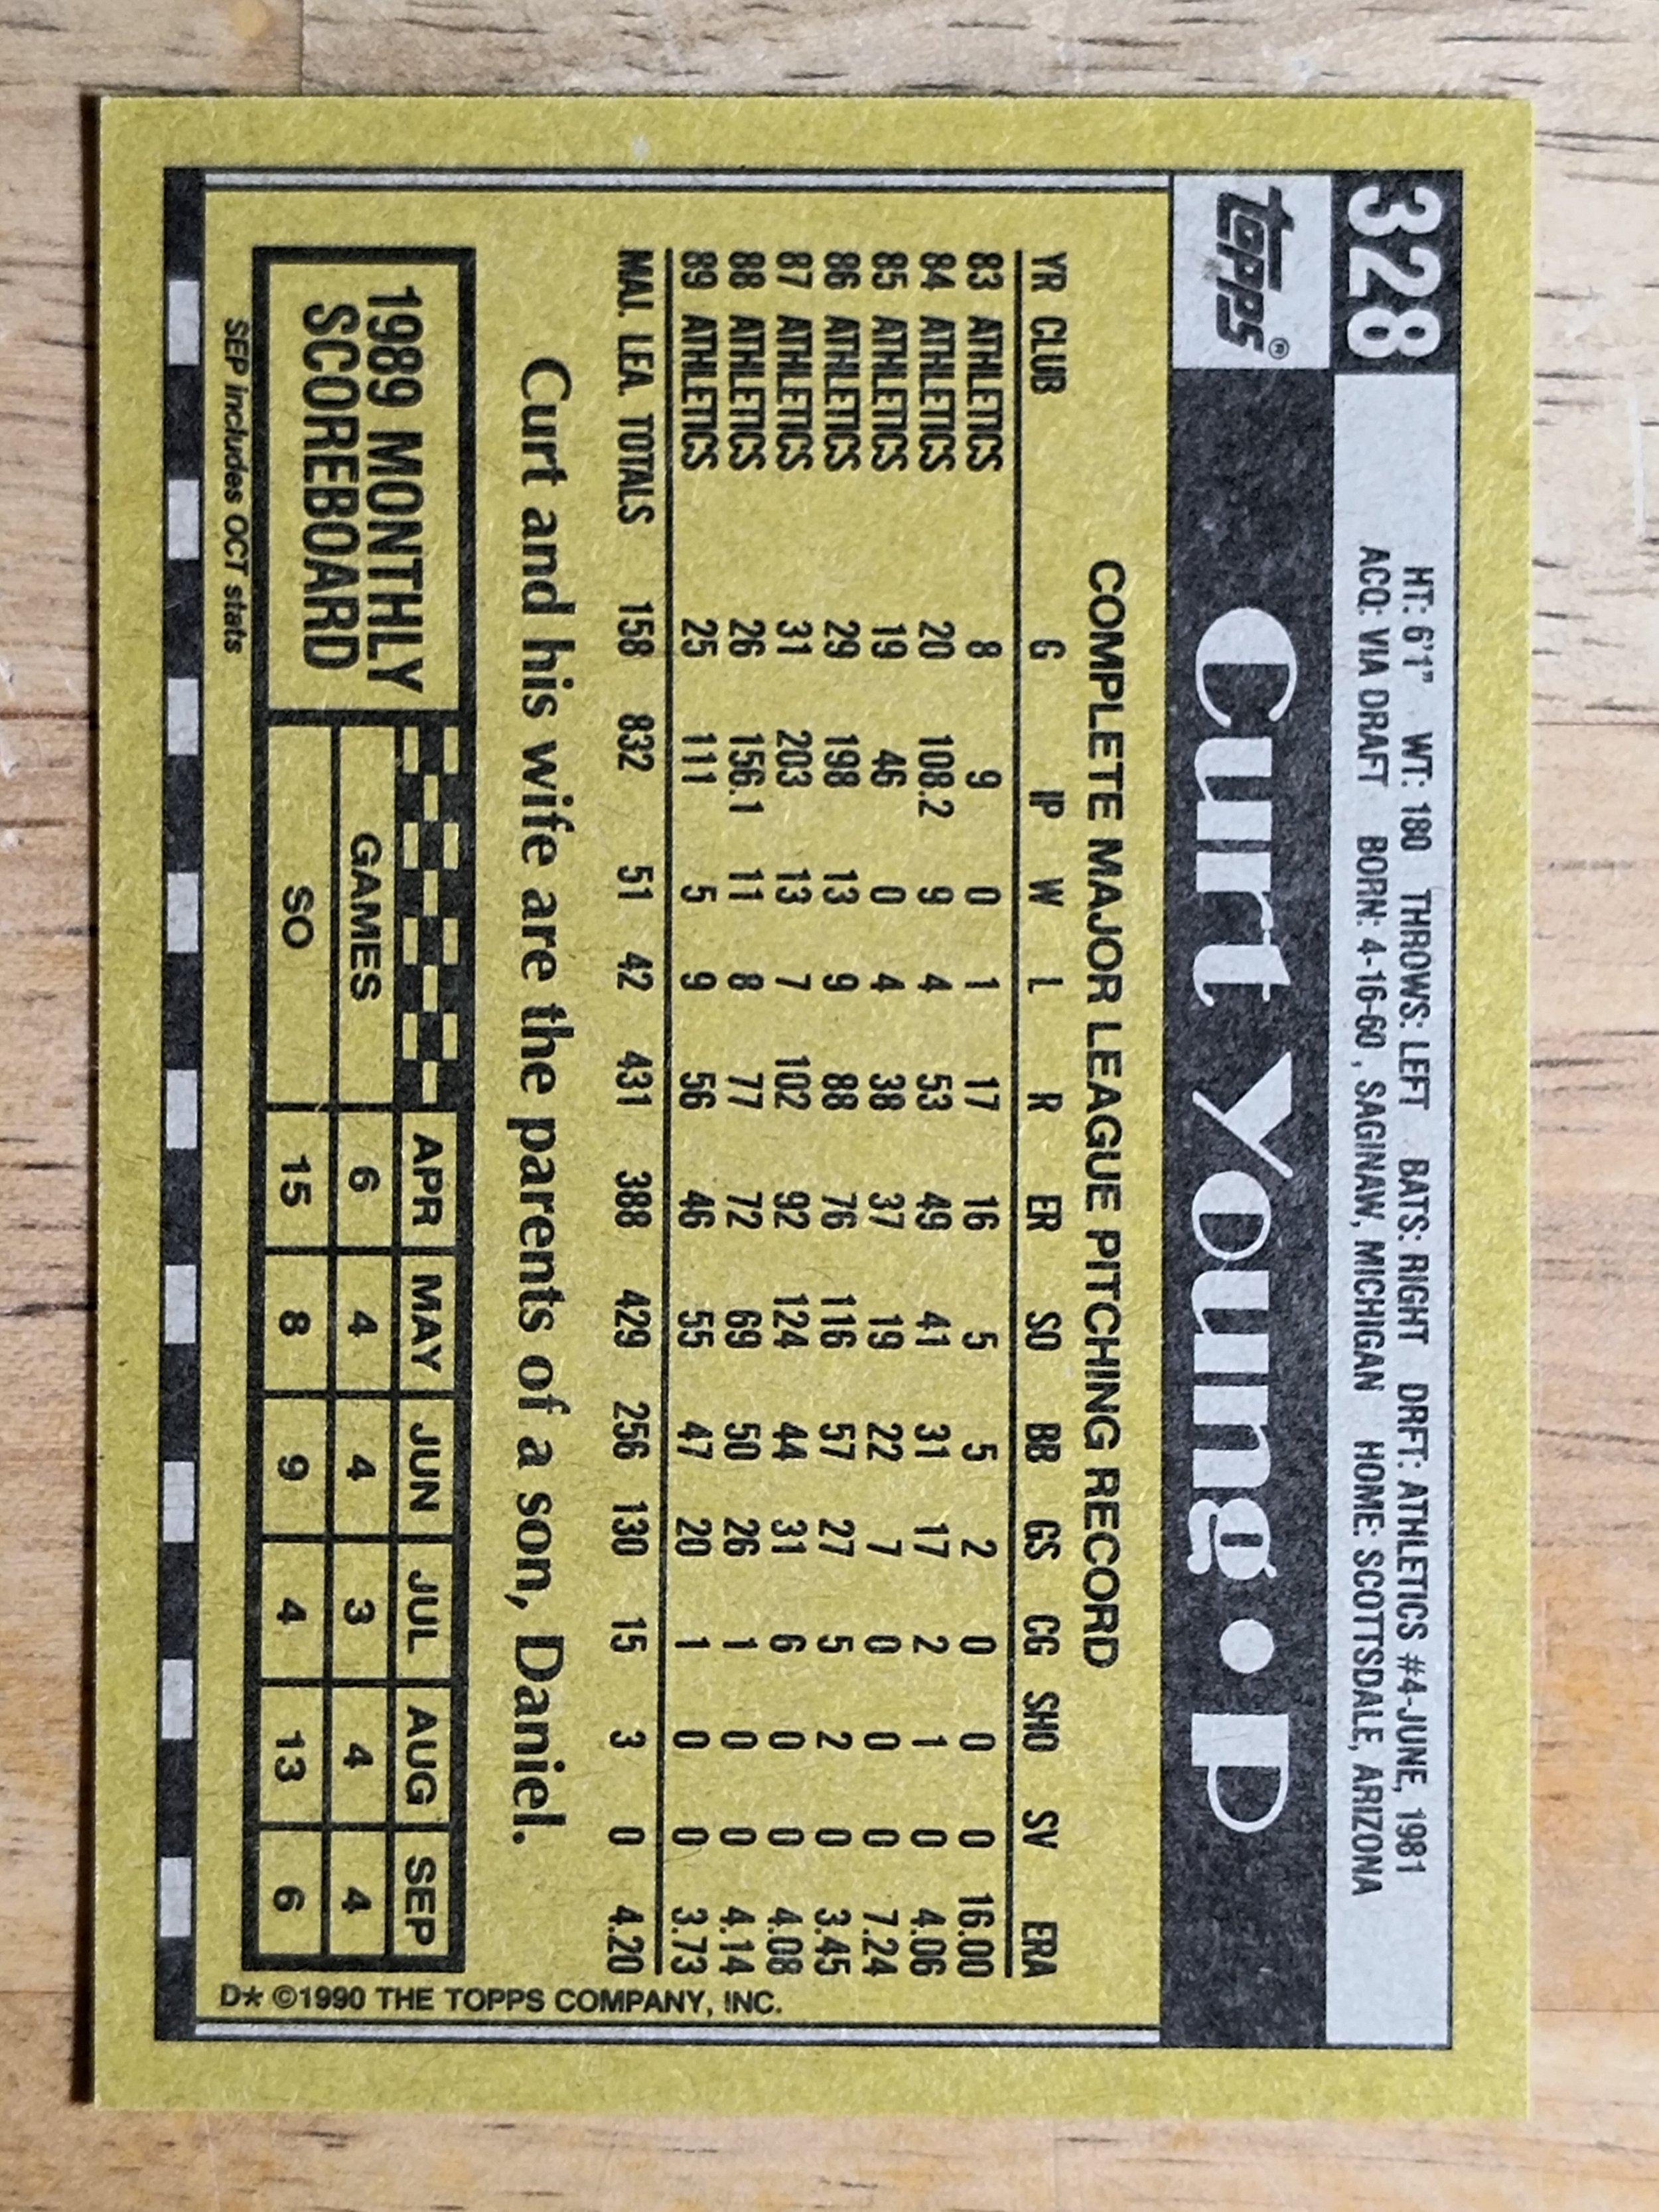 328
HT: 6'1" WT: 180 THROWS: LEFT BATS: RIGHT DRFT: ATHLETICS #4-JUNE, 1981
ACQ: VIA DRAFT BORN: 4-16-60, SAGINAW, MICHIGAN HOME: SCOTTSDALE, ARIZONA
TOPPS®
Curt Young • P
COMPLETE MAJOR LEAGUE PITCHING RECORD
YR CLUB G IP W L R ER SO BB GS CG SHO SV ERA
83 ATHLETICS 8 9 0 1 17 16 5 5 2 0 0 0 16.00
84 ATHLETICS 20 108.2 9 4 53 49 41 31 17 2 1 0 4.06
85 ATHLETICS 19 46 0 4 38 37 19 22 7 0 0 0 7.24
86 ATHLETICS 29 198 13 9 88 76 116 57 27 5 2 0 3.45
87 ATHLETICS 31 203 13 7 102 92 124 44 31 6 0 0 4.08
88 ATHLETICS 26 156.1 11 8 77 72 69 50 26 1 0 0 4.14
89 ATHLETICS 25 111 5 9 56 46 55 47 20 1 0 0 3.73
MAJ. LEA. TOTALS 158 832 51 42 431 388 429 256 130 15 3 0 4.20
Curt and his wife are the parents of a son, Daniel.
1989 MONTHLY
SCOREBOARD
APR MAY JUN JUL AUG SEP
GAMES 6 4 4 3 4 4
SO 15 8 9 4 13 6
SEP includes OCT stats
D* ©1990 THE TOPPS COMPANY, INC.